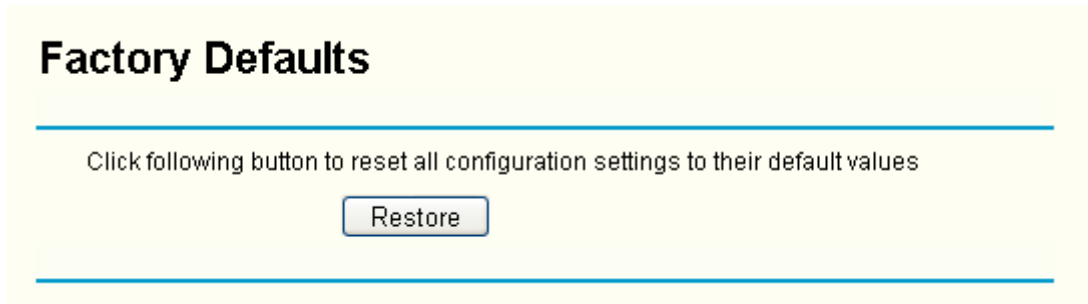 Factory Defaults
Click following button to reset all configuration settings to their default values
Restore